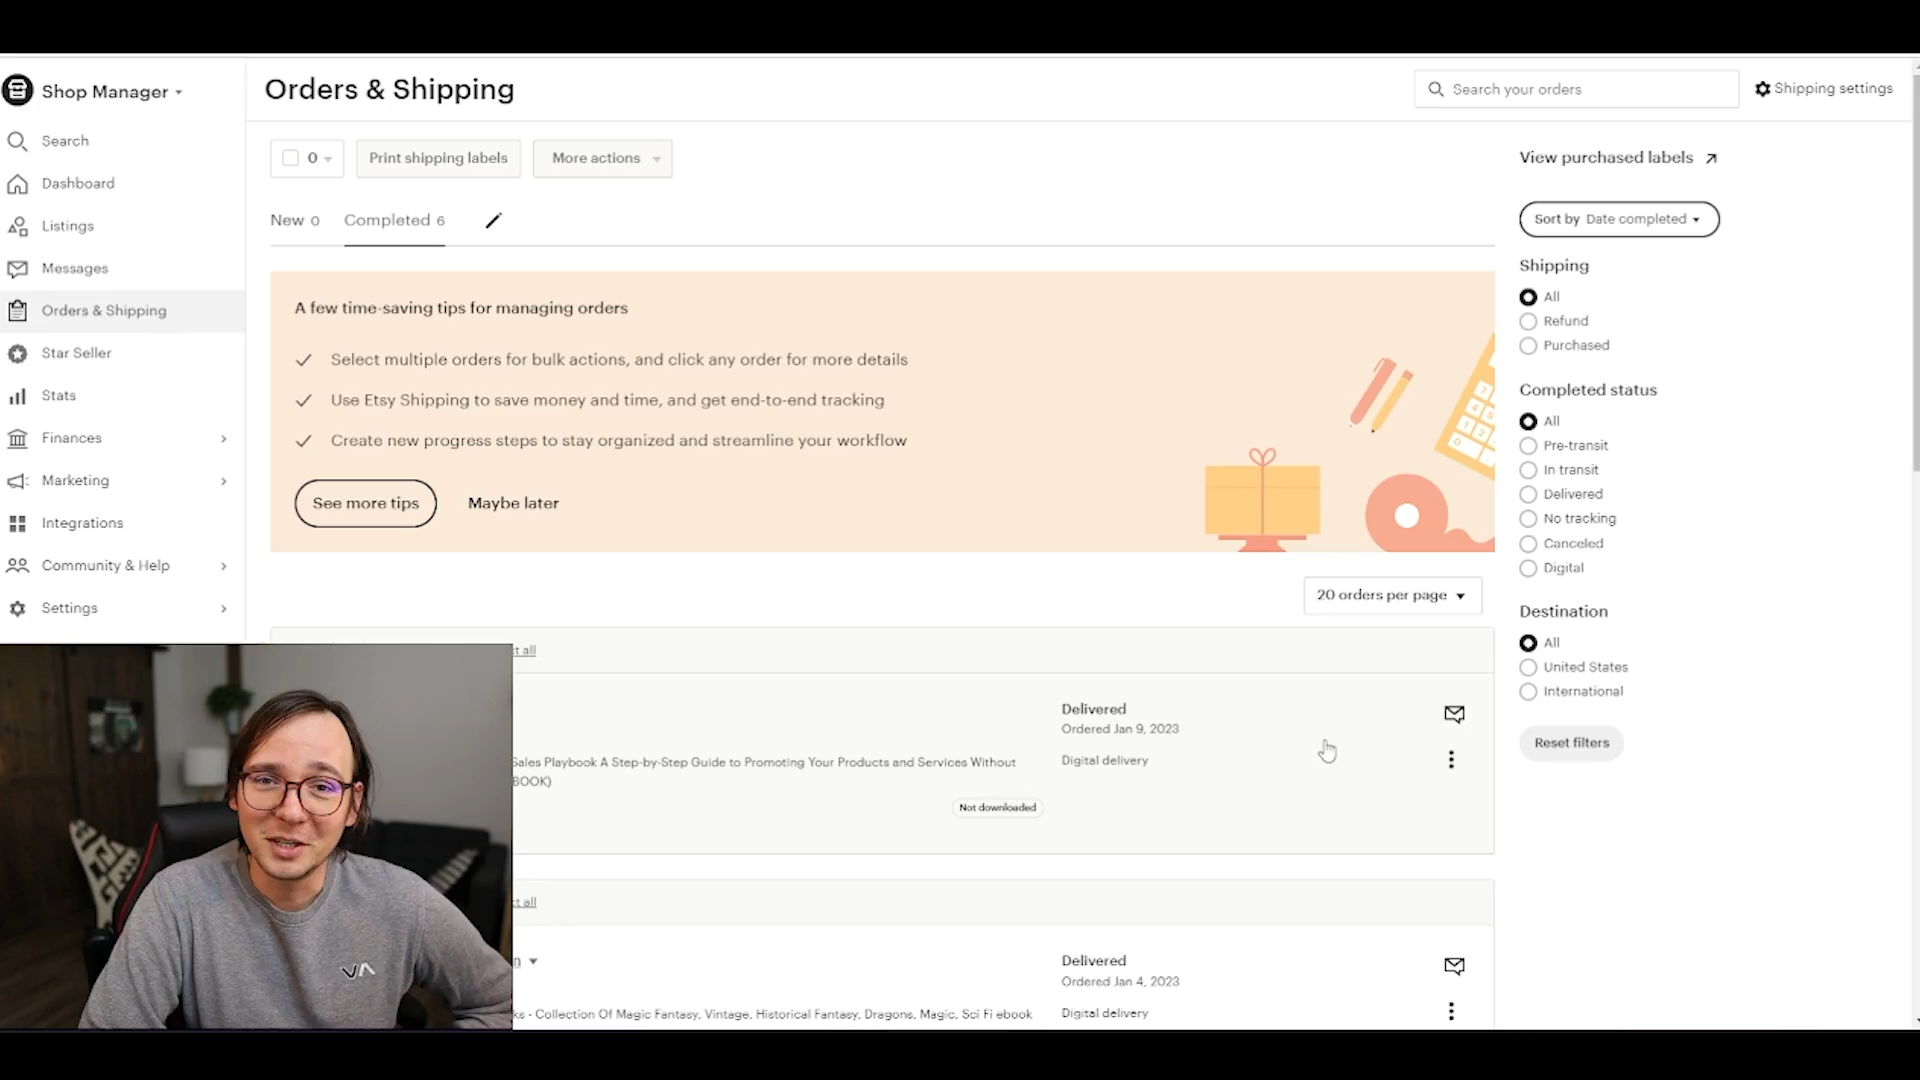 Shop Manager
Search
Dashboard
Listings
Messages
Orders & Shipping
Star Seller
Stats
Finances
Marketing
Integrations
Community & Help
Settings
Orders & Shipping
Search your orders
Shipping settings
0
Print shipping labels
More actions
New 0
Completed 6
A few time-saving tips for managing orders
Select multiple orders for bulk actions, and click any order for more details
Use Etsy Shipping to save money and time, and get end-to-end tracking
Create new progress steps to stay organized and streamline your workflow
See more tips
Maybe later
20 orders per page
t all
Delivered
Ordered Jan 9, 2023
Sales Playbook A Step-by-Step Guide to Promoting Your Products and Services Without
BOOK)
Digital delivery
Not downloaded
n
Delivered
Ordered Jan 4, 2023
- Collection Of Magic Fantasy, Vintage, Historical Fantasy, Dragons, Magic, Sci Fi ebook
Digital delivery
View purchased labels
Sort by Date completed
Shipping
All
Refund
Purchased
Completed status
All
Pre-transit
In transit
Delivered
No tracking
Canceled
Digital
Destination
All
United States
International
Reset filters